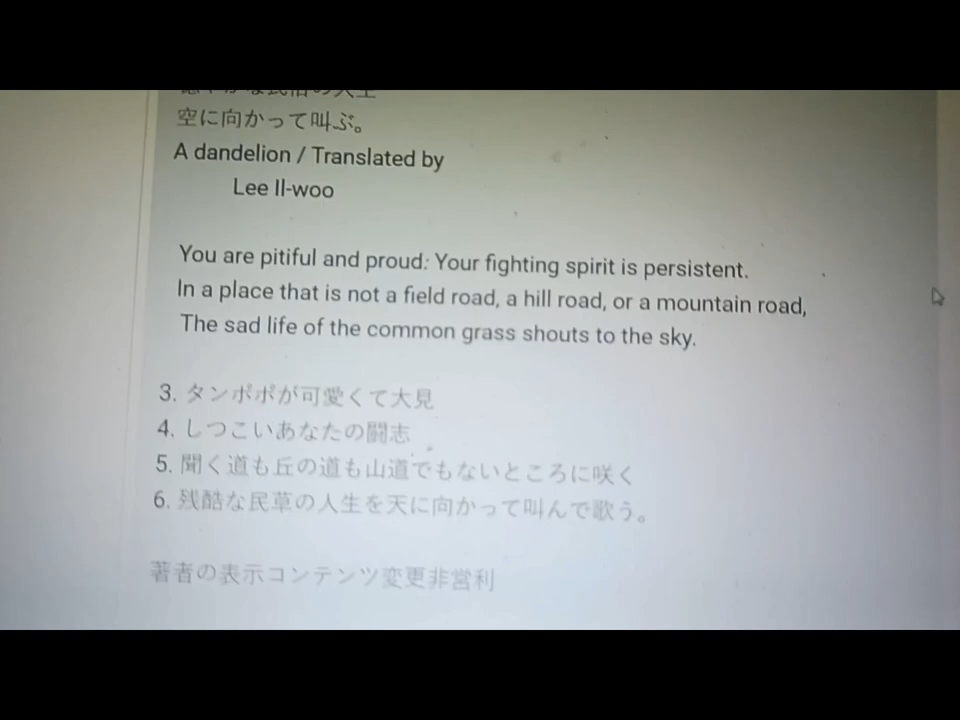 空に向かって叫ぶ。
A dandelion / Translated by
Lee Il-woo
You are pitiful and proud: Your fighting spirit is persistent.
In a place that is not a field road, a hill road, or a mountain road,
The sad life of the common grass shouts to the sky.
3. タンポポが可愛くて大見
4. しつこいあなたの闘志
5. 聞く道も丘の道も山道でもないところに咲く
6. 残酷な民草の人生を天に向かって叫んで歌う。
著者の表示コンテンツ変更非営利